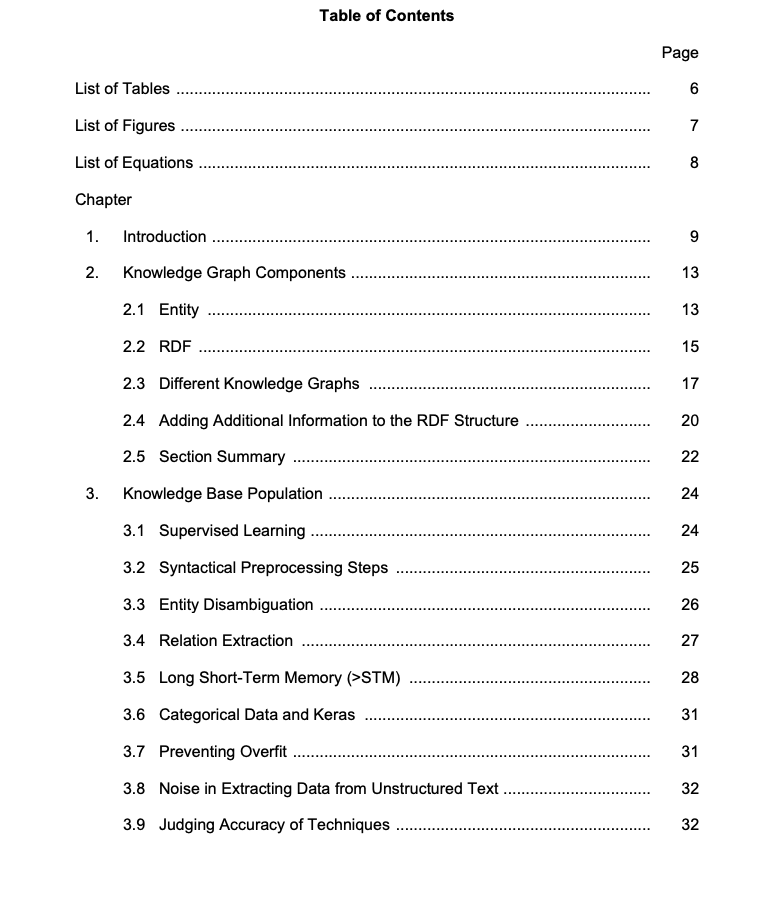 Table of Contents
Page
List of Tables ........................................................................................................... 6
List of Figures .......................................................................................................... 7
List of Equations ...................................................................................................... 8
Chapter
1. Introduction ................................................................................................... 9
2. Knowledge Graph Components ................................................................... 13
2.1 Entity ................................................................................................... 13
2.2 RDF ..................................................................................................... 15
2.3 Different Knowledge Graphs ............................................................... 17
2.4 Adding Additional Information to the RDF Structure ............................ 20
2.5 Section Summary ................................................................................ 22
3. Knowledge Base Population ........................................................................ 24
3.1 Supervised Learning ............................................................................ 24
3.2 Syntactical Preprocessing Steps ......................................................... 25
3.3 Entity Disambiguation .......................................................................... 26
3.4 Relation Extraction .............................................................................. 27
3.5 Long Short-Term Memory (>STM) ...................................................... 28
3.6 Categorical Data and Keras ................................................................ 31
3.7 Preventing Overfit ................................................................................ 31
3.8 Noise in Extracting Data from Unstructured Text ................................. 32
3.9 Judging Accuracy of Techniques ......................................................... 32